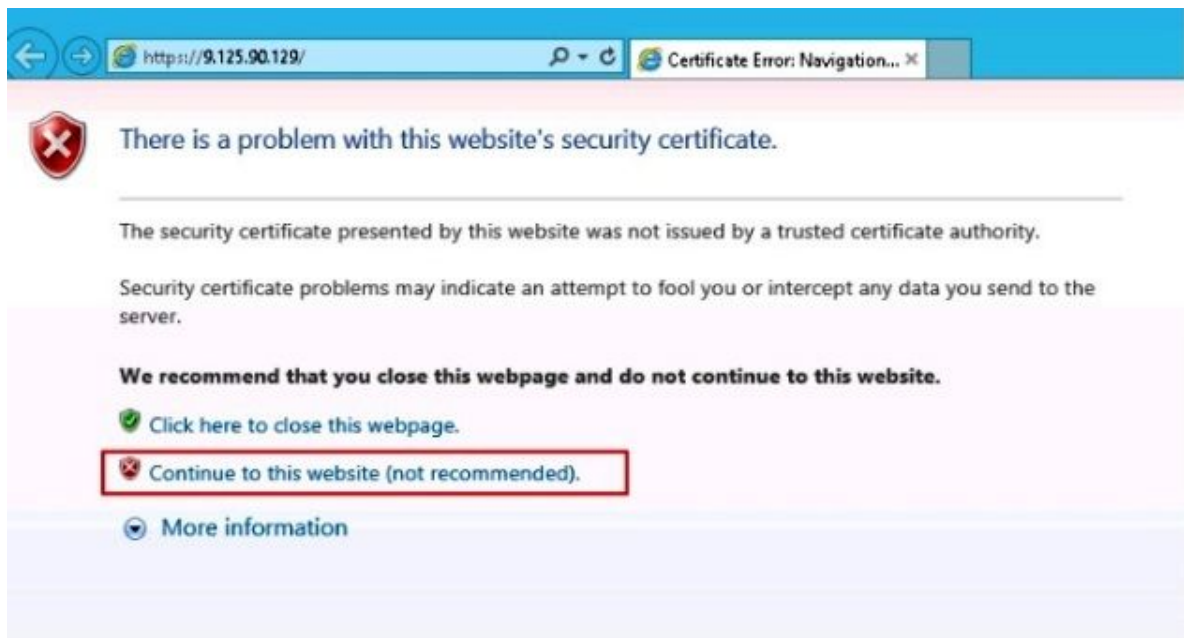 https://9.125.90.129/
Certificate Error: Navigation...
There is a problem with this website's security certificate.
The security certificate presented by this website was not issued by a trusted certificate authority.
Security certificate problems may indicate an attempt to fool you or intercept any data you send to the
server.
We recommend that you close this webpage and do not continue to this website.
Click here to close this webpage.
Continue to this website (not recommended).
More information